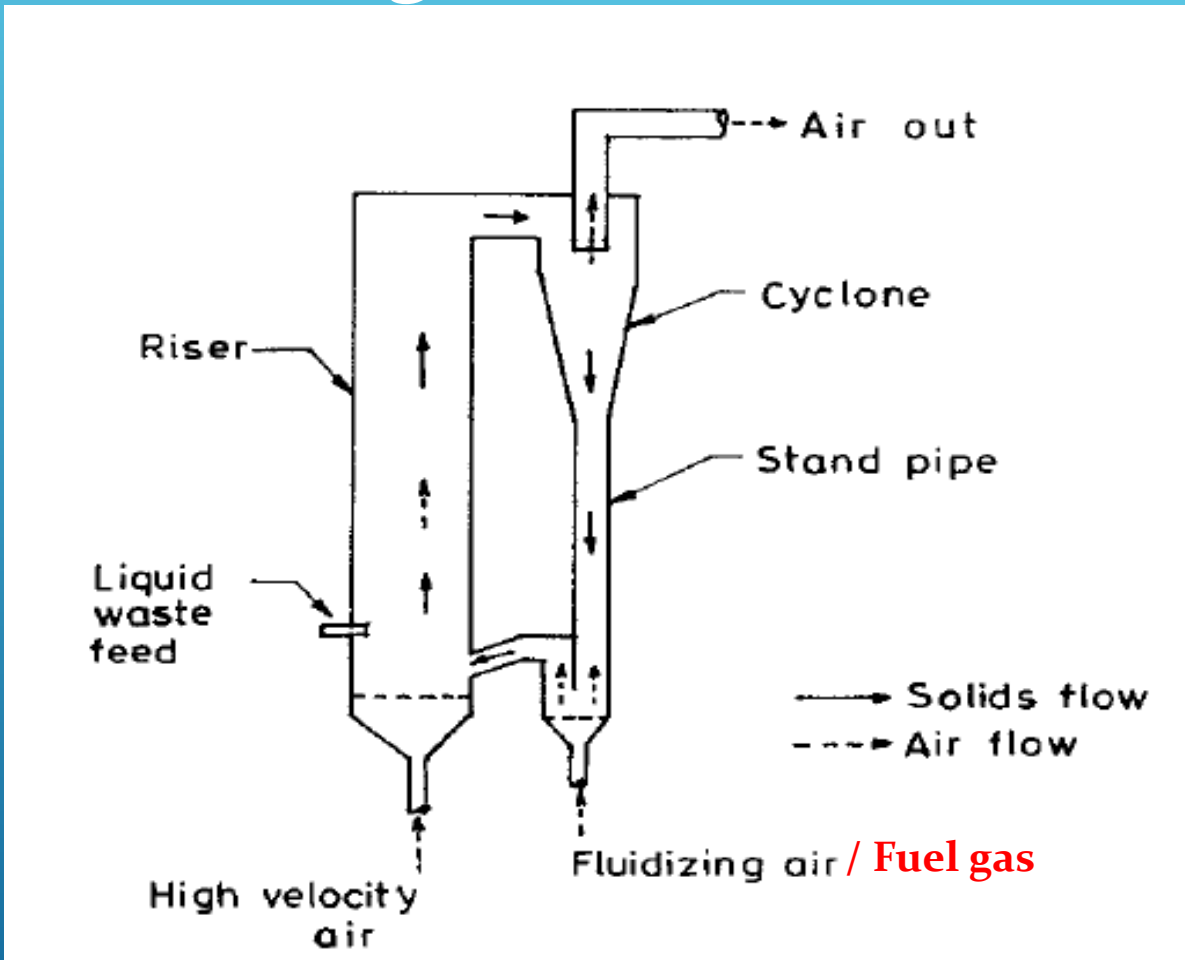 Air out
Cyclone
Riser
Stand pipe
Liquid
waste
feed
Solids flow
Air flow
Fluidizing air / Fuel gas
High velocity
air